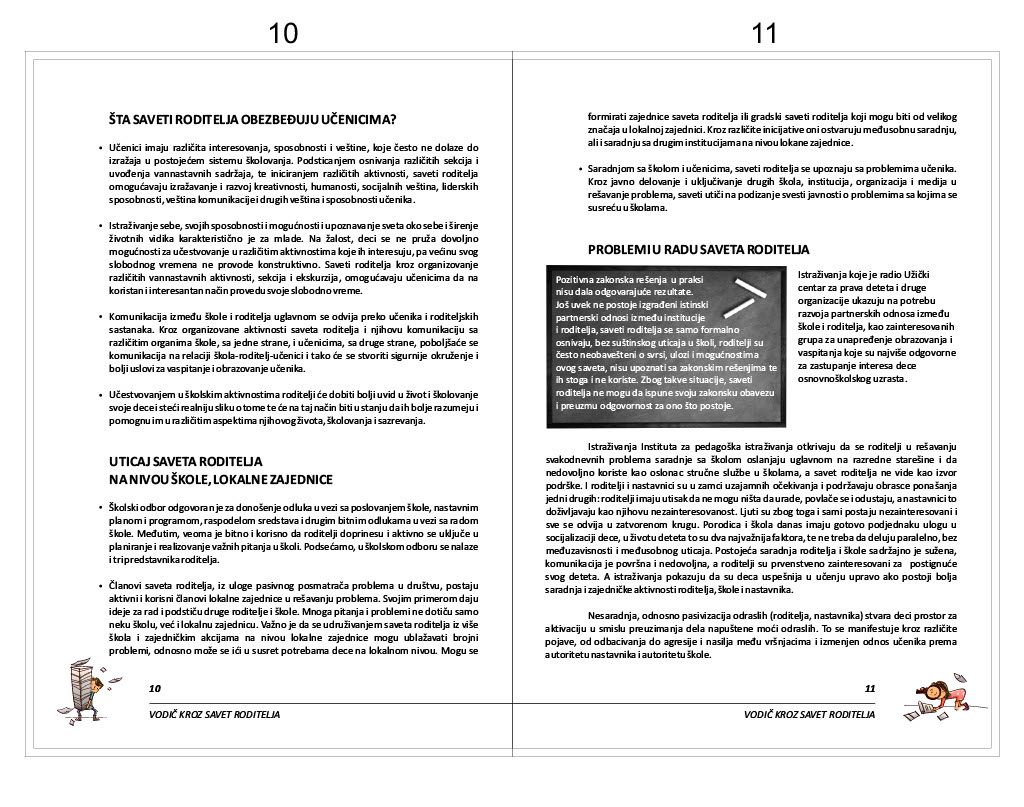 10
ŠTA SAVETI RODITELJA OBEZBEĐUJU UČENICIMA?
• Učenici imaju različita interesovanja, sposobnosti i veštine, koje često ne dolaze do
izražaja u postojećem sistemu školovanja. Podsticanjem osnivanja različitih sekcija i
uvođenja vannastavnih sadržaja, te iniciranjem različitih aktivnosti, saveti roditelja
omogućavaju izražavanje i razvoj kreativnosti, humanosti, socijalnih veština, liderskih
sposobnosti, veština komunikacije i drugih veština i sposobnosti učenika.
• Istraživanje sebe, svojih sposobnosti i mogućnosti i upoznavanje sveta oko sebe i širenje
životnih vidika karakteristično je za mlade. Na žalost, deci se ne pruža dovoljno
mogućnosti za učestvovanje u različitim aktivnostima koje ih interesuju, pa većinu svog
slobodnog vremena ne provode konstruktivno. Saveti roditelja kroz organizovanje
različitih vannastavnih aktivnosti, sekcija i ekskurzija, omogućavaju učenicima da na
koristan i interesantan način provedu svoje slobodno vreme.
• Komunikacija između škole i roditelja uglavnom se odvija preko učenika i roditeljskih
sastanaka. Kroz organizovane aktivnosti saveta roditelja i njihovu komunikaciju sa
različitim organima škole, sa jedne strane, i učenicima, sa druge strane, poboljšaće se
komunikacija na relaciji škola-roditelj-učenici i tako će se stvoriti sigurnije okruženje i
bolji uslovi za vaspitanje i obrazovanje učenika.
• Učestvovanjem u školskim aktivnostima roditelji će dobiti bolji uvid u život i školovanje
svoje dece i steći realniju sliku o tome te će na taj način biti u stanju da ih bolje razumeju i
pomognu im u različitim aspektima njihovog života, školovanja i sazrevanja.
UTICAJ SAVETA RODITELJA
NA NIVOU ŠKOLE, LOKALNE ZAJEDNICE
• Školski odbor odgovoran je za donošenje odluka u vezi sa poslovanjem škole, nastavnim
planom i programom, raspodelom sredstava i drugim bitnim odlukama u vezi sa radom
škole. Međutim, veoma je bitno i korisno da roditelji doprinesu i aktivno se uključe u
planiranje i realizovanje važnih pitanja u školi. Podsećamo, u školskom odboru se nalaze
i tri predstavnika roditelja.
• Članovi saveta roditelja, iz uloge pasivnog posmatrača problema u društvu, postaju
aktivni i korisni članovi lokalne zajednice u rešavanju problema. Svojim primerom daju
ideje za rad i podstiču druge roditelje i škole. Mnoga pitanja i problemi ne dotiču samo
neku školu, već i lokalnu zajednicu. Važno je da se udruživanjem saveta roditelja iz više
škola i zajedničkim akcijama na nivou lokalne zajednice mogu ublažavati brojni
problemi, odnosno može se ići u susret potrebama dece na lokalnom nivou. Mogu se
10
VODIČ KROZ SAVET RODITELJA
11
formirati zajednice saveta roditelja ili gradski saveti roditelja koji mogu biti od velikog
značaja u lokalnoj zajednici. Kroz različite inicijative oni ostvaruju međusobnu saradnju,
ali i saradnju sa drugim institucijama na nivou lokane zajednice.
• Saradnjom sa školom i učenicima, saveti roditelja se upoznaju sa problemima učenika.
Kroz javno delovanje i uključivanje drugih škola, institucija, organizacija i medija u
rešavanje problema, saveti utiči na podizanje svesti javnosti o problemima sa kojima se
susreću u školama.
PROBLEMI U RADU SAVETA RODITELJA
Pozitivna zakonska rešenja u praksi
nisu dala odgovarajuće rezultate.
Još uvek ne postoje izgrađeni istinski
partnerski odnosi između institucije
i roditelja, saveti roditelja se samo formalno
osnivaju, bez suštinskog uticaja u školi, roditelji su
često neobavešteni o svrsi, ulozi i mogućnostima
ovog saveta, nisu upoznati sa zakonskim rešenjima te
ih stoga i ne koriste. Zbog takve situacije, saveti
roditelja ne mogu da ispune svoju zakonsku obavezu
i preuzmu odgovornost za ono što postoje.
Istraživanja koje je radio Užički
centar za prava deteta i druge
organizacije ukazuju na potrebu
razvoja partnerskih odnosa između
škole i roditelja, kao zainteresovanih
grupa za unapređenje obrazovanja i
vaspitanja koje su najviše odgovorne
za zastupanje interesa dece
osnovnoškolskog uzrasta.
Istraživanja Instituta za pedagoška istraživanja otkrivaju da se roditelji u rešavanju
svakodnevnih problema saradnje sa školom oslanjaju uglavnom na razredne starešine i da
nedovoljno koriste kao oslonac stručne službe u školama, a savet roditelja ne vide kao izvor
podrške. I roditelji i nastavnici su u zamci uzajamnih očekivanja i podržavaju obrasce ponašanja
jedni drugih: roditelji imaju utisak da ne mogu ništa da urade, povlače se i odustaju, a nastavnici to
doživljavaju kao njihovu nezainteresovanost. Ljuti su zbog toga i sami postaju nezainteresovani i
sve se odvija u zatvorenom krugu. Porodica i škola danas imaju gotovo podjednaku ulogu u
socijalizaciji dece, u životu deteta to su dva najvažnija faktora, te ne treba da deluju paralelno, bez
međuzavisnosti i međusobnog uticaja. Postojeća saradnja roditelja i škole sadržajno je sužena,
komunikacija je površna i nedovoljna, a roditelji su prvenstveno zainteresovani za postignuće
svog deteta. A istraživanja pokazuju da su deca uspešnija u učenju upravo ako postoji bolja
saradnja i zajedničke aktivnosti roditelja, škole i nastavnika.
Nesaradnja, odnosno pasivizacija odraslih (roditelja, nastavnika) stvara deci prostor za
aktivaciju u smislu preuzimanja dela napuštene moći odraslih. To se manifestuje kroz različite
pojave, od odbacivanja do agresije i nasilja među vršnjacima i izmenjen odnos učenika prema
autoritetu nastavnika i autoritetu škole.
11
VODIČ KROZ SAVET RODITELJA